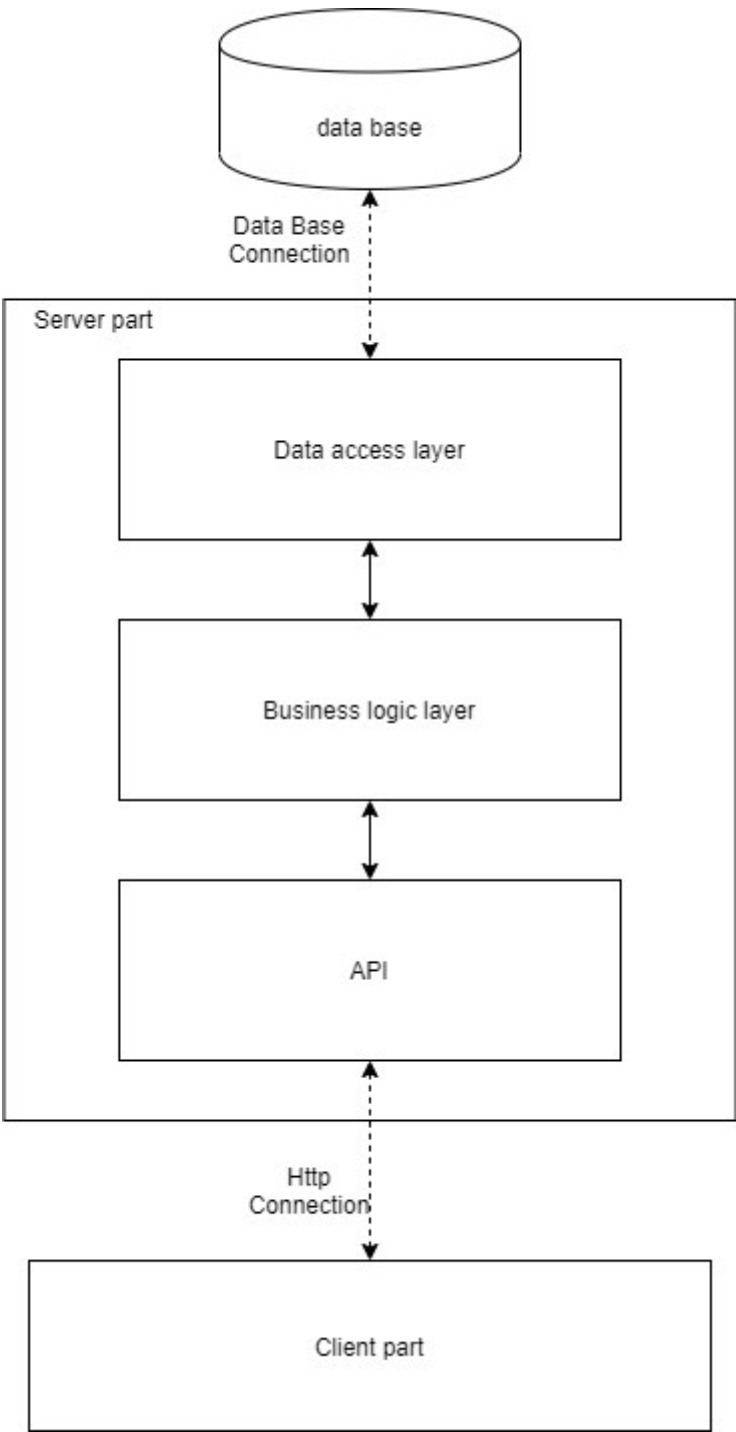 data base
Data Base
Connection
Server part
Data access layer
Business logic layer
API
Http
Connection
Client part